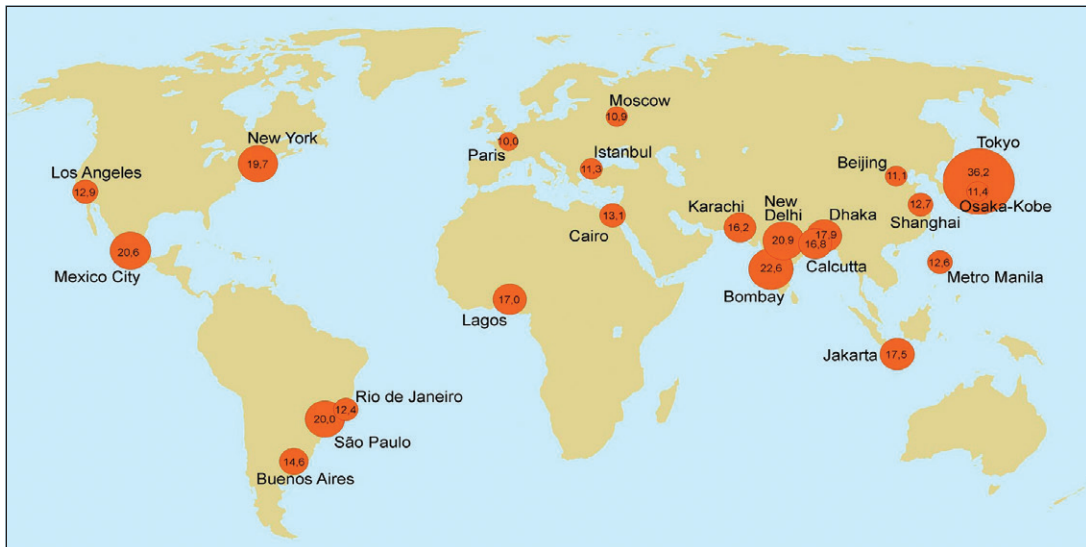 Moscow
10,9
New York
19,7
10,0
Paris
Istanbul
11,3
Tokyo
36,2
11,4
Osaka-Kobe
Beijing
11,1
Los Angeles
12,9
Shanghai
12,7
Karachi
16,2
New
Delhi
20,9
Dhaka
17,9
16,8
Calcutta
Cairo
13,1
20,6
Mexico City
22,6
Bombay
12,6
Metro Manila
17,0
Lagos
Jakarta
17,5
Rio de Janeiro
12,4
20,0
São Paulo
14,6
Buenos Aires